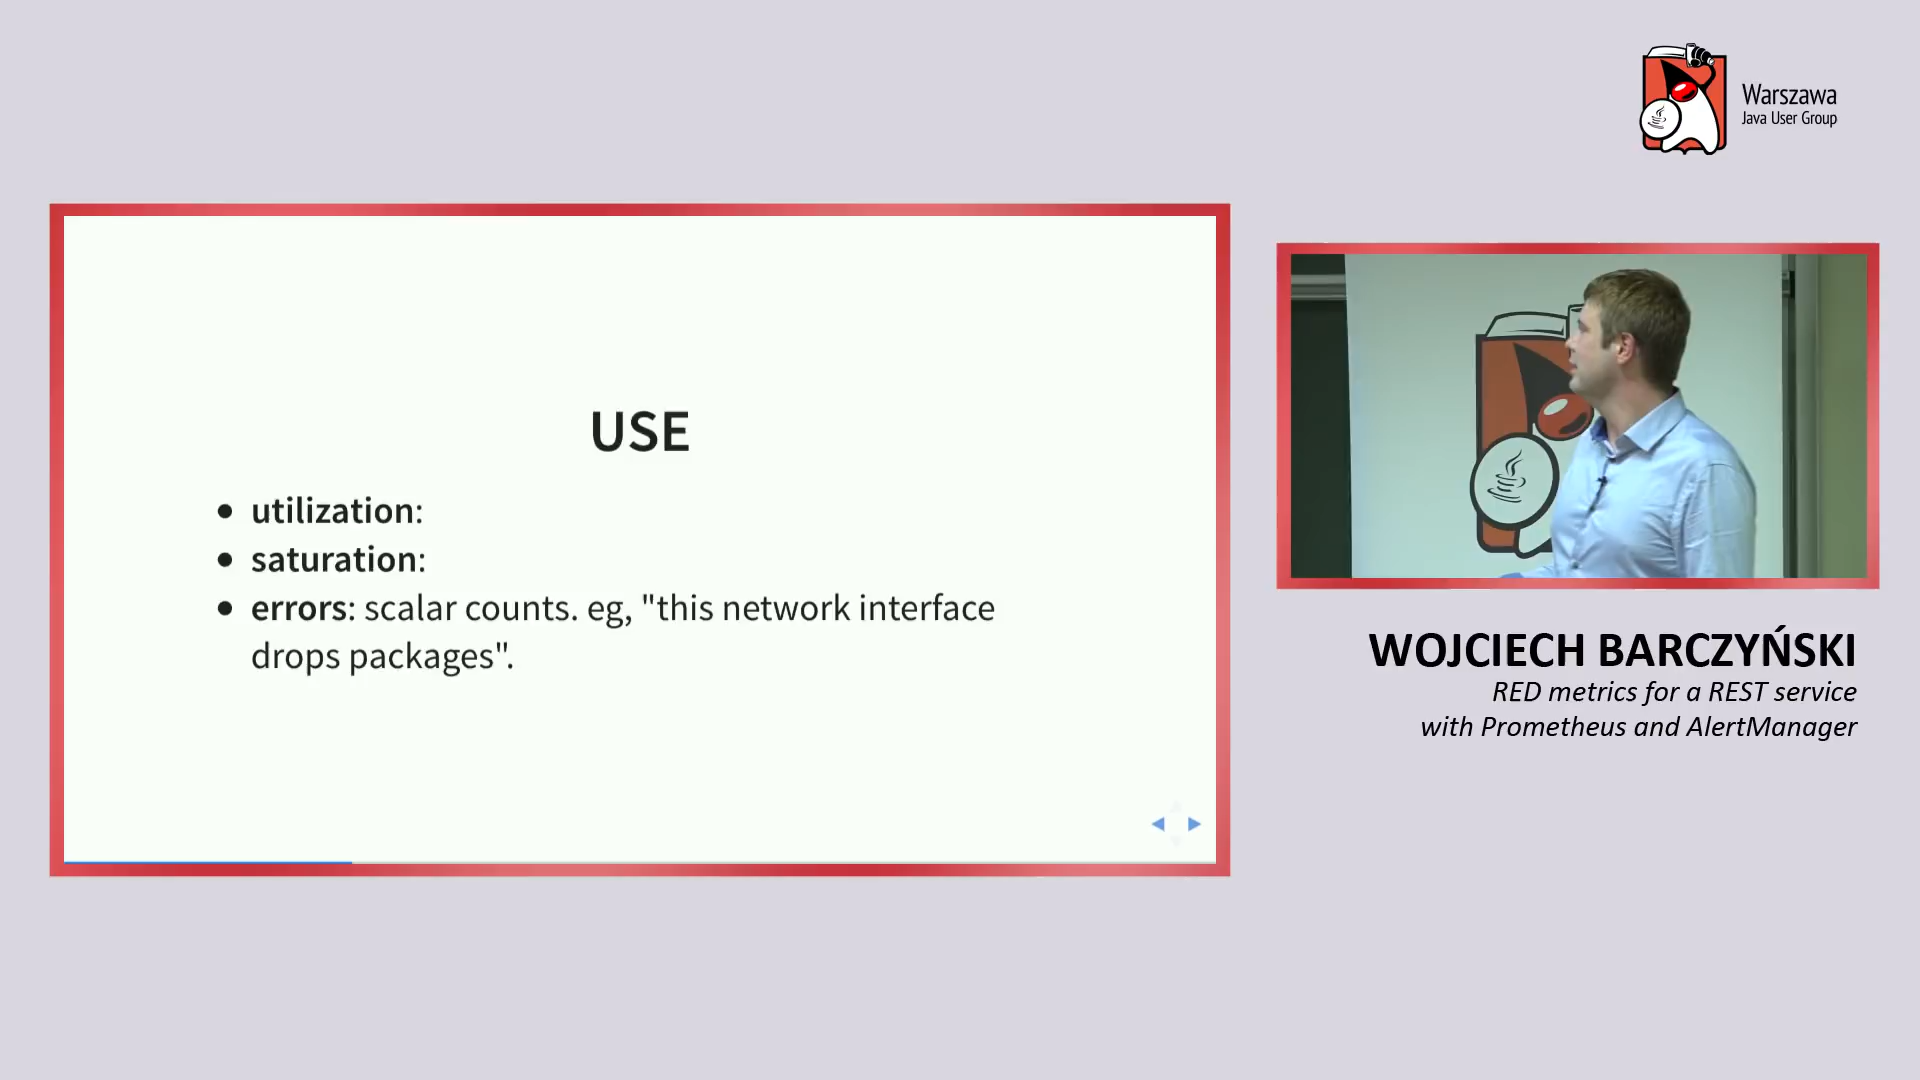 Warszawa
Java User Group
USE
utilization:
saturation:
errors: scalar counts. eg, "this network interface
drops packages".
WOJCIECH BARCZYŃSKI
RED metrics for a REST service
with Prometheus and AlertManager